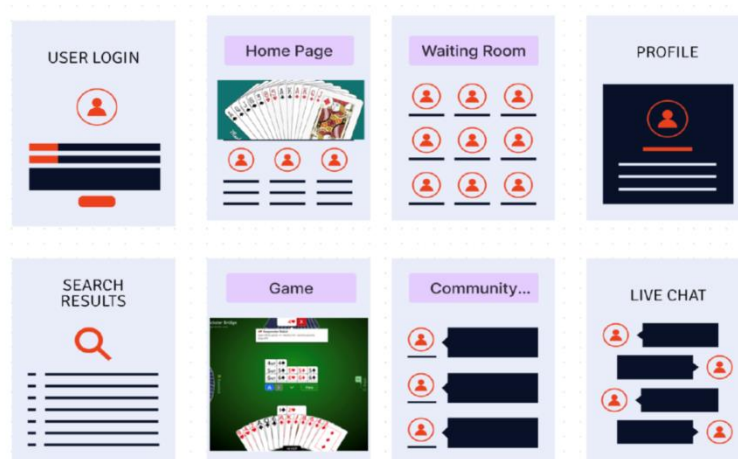 USER LOGIN
Home Page
Waiting Room
PROFILE
SEARCH
RESULTS
Game
Community...
LIVE CHAT